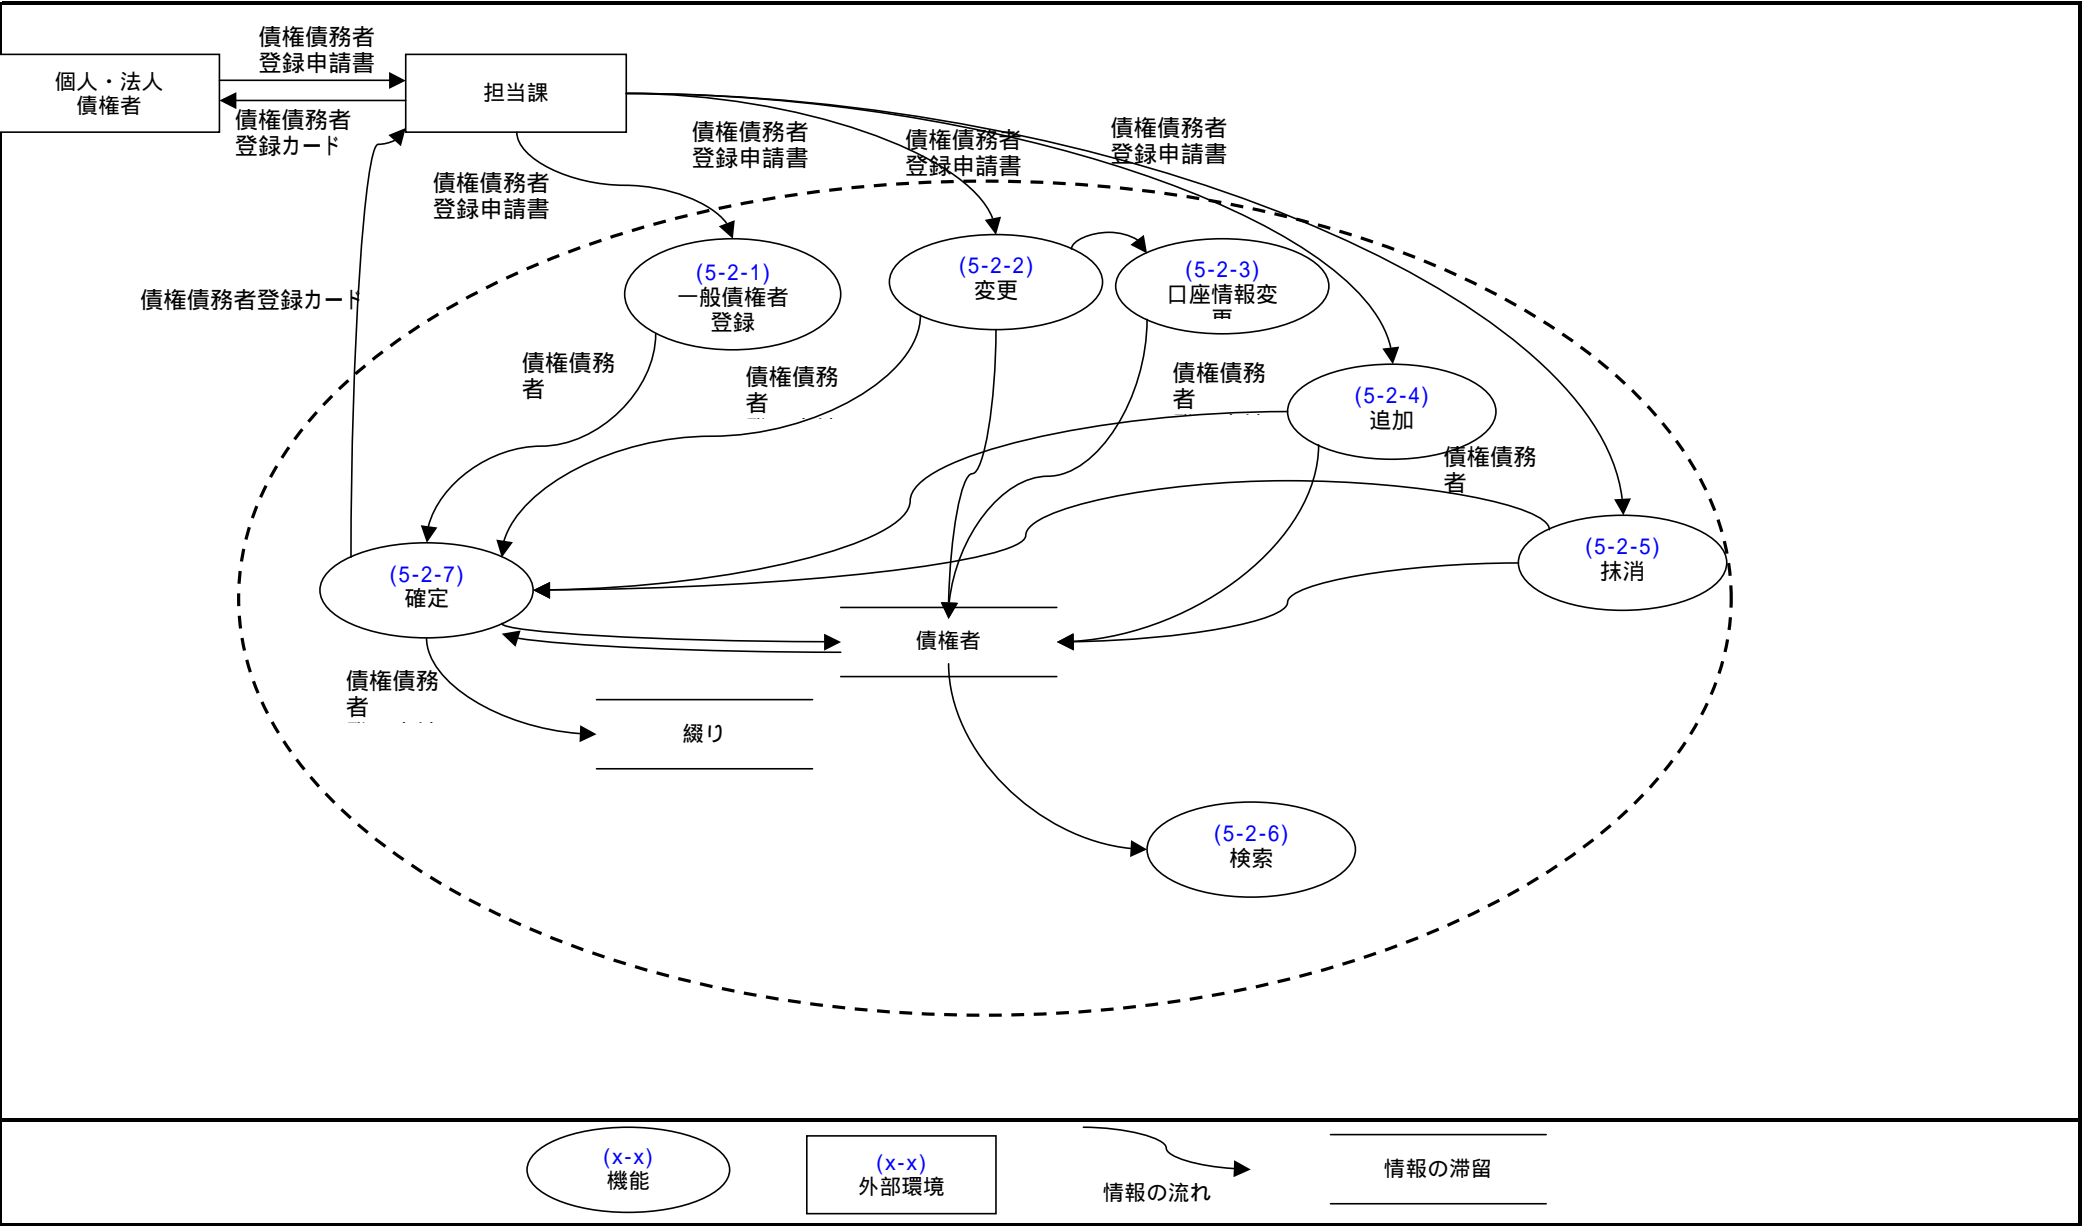 債権債務者
登録申請書
個人・法人
債権者
担当課
債権債務者
登録カード
債権債務者
登録申請書
債権債務者
登録申請書
債権債務者
登録申請書
債権債務者
登録申請書
債権債務者登録カード
(5-2-1)
一般債権者
登録
(5-2-2)
変更
(5-2-3)
口座情報変
債権債務
者
債権債務
者
債権債務
者
(5-2-4)
追加
債権債務
者
(5-2-5)
抹消
(5-2-7)
確定
債権者
債権債務
者
綴り
(5-2-6)
検索
(x-x)
機能
(x-x)
外部環境
情報の流れ
情報の滞留